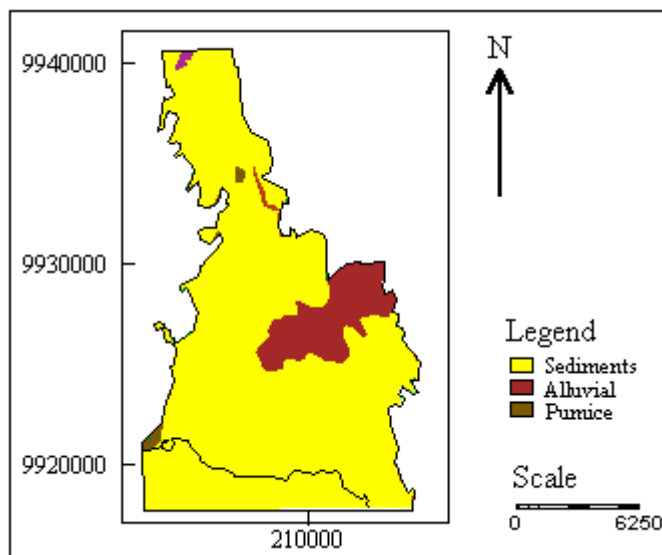 N
9940000
9930000
9920000
210000
Legend
Sediments
Alluvial
Pumice
Scale
0 6250